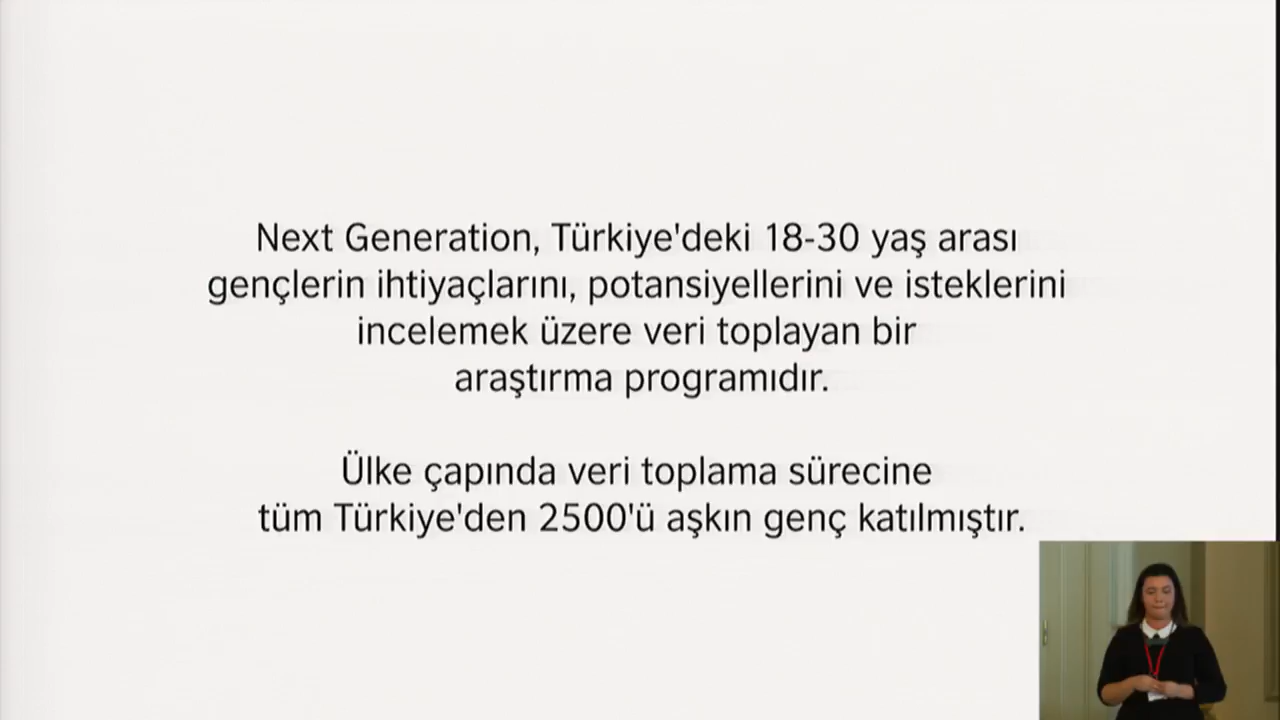 Next Generation, Türkiye'deki 18-30 yaş arası
gençlerin ihtiyaçlarını, potansiyellerini ve isteklerini
incelemek üzere veri toplayan bir
araştırma programıdır.
Ülke çapında veri toplama sürecine
tüm Türkiye'den 2500'ü aşkın genç katılmıştır.